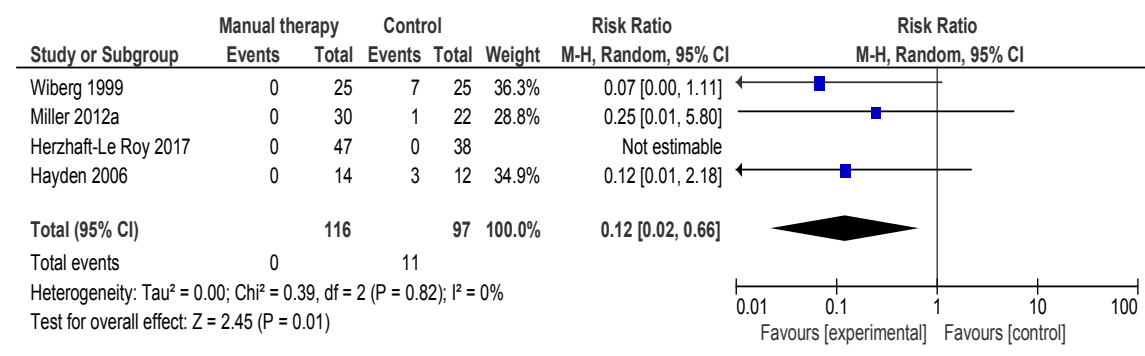 Manual therapy Control Risk Ratio Risk Ratio
Study or Subgroup Events Total Events Total Weight M-H, Random, 95% CI M-H, Random, 95% CI
Wiberg 1999 0 25 7 25 36.3% 0.07 [0.00, 1.11]
Miller 2012a 0 30 1 22 28.8% 0.25 [0.01, 5.80]
Herzhaft-Le Roy 2017 0 47 0 38 Not estimable
Hayden 2006 0 14 3 12 34.9% 0.12 [0.01, 2.18]
Total (95% CI) 116 97 100.0% 0.12 [0.02, 0.66]
Total events 0 11
Heterogeneity: Tau² = 0.00; Chi² = 0.39, df = 2 (P = 0.82); I² = 0%
Test for overall effect: Z = 2.45 (P = 0.01)
0.01 0.1 1 10 100
Favours [experimental] Favours [control]